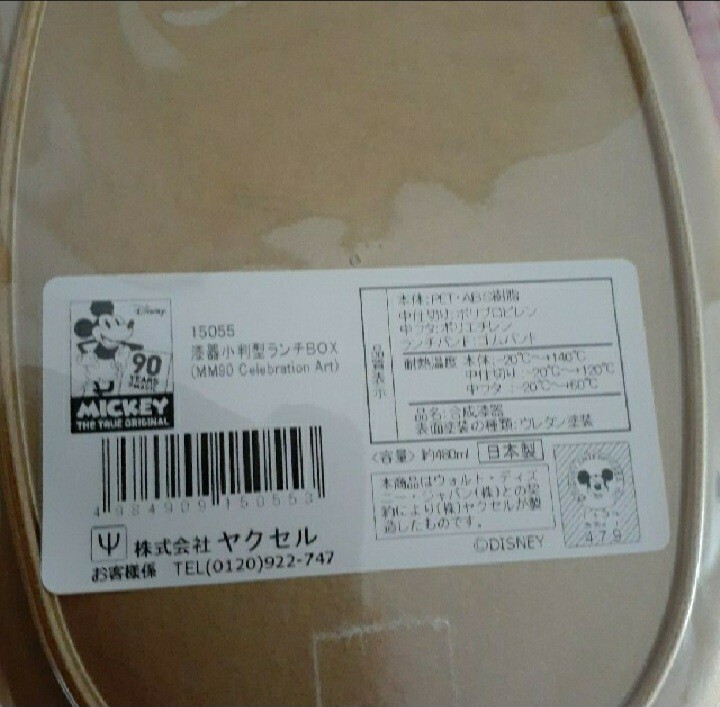 Disney
90
YEARS
MICKEY
THE TRUE ORIGINAL
15055
漆器小判型ランチBOX
(MM90 Celebration Art)
4984909150553
株式会社 ヤクセル
お客様係 TEL(0120)922-747
品質表示
本体:PET・ABS樹脂
中仕切り:ポリプロピレン
中フタ:ポリエチレン
ランチバンド:ゴムバンド
耐熱温度 本体:-20℃~+140℃
中仕切り:-20℃~+120℃
中フタ:-20℃~+60℃
品名:合成漆器
表面塗装の種類:ウレタン塗装
〈容量〉約480ml 日本製
本商品はウォルト・ディズ
ニー・ジャパン(株)との契
約により(株)ヤクセルが製
造したものです。
©DISNEY
4.7.9